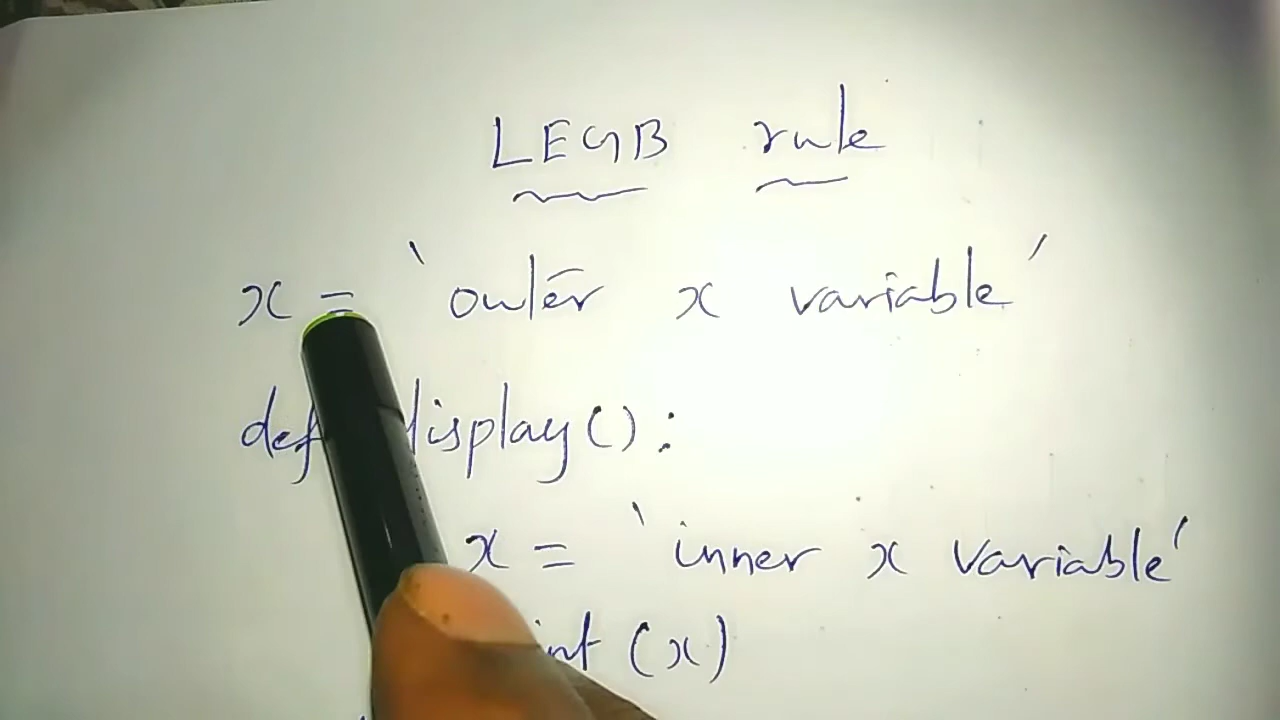 LEGB rule
x = 'outer x variable'
def display():
x = 'inner x variable'
int (x)